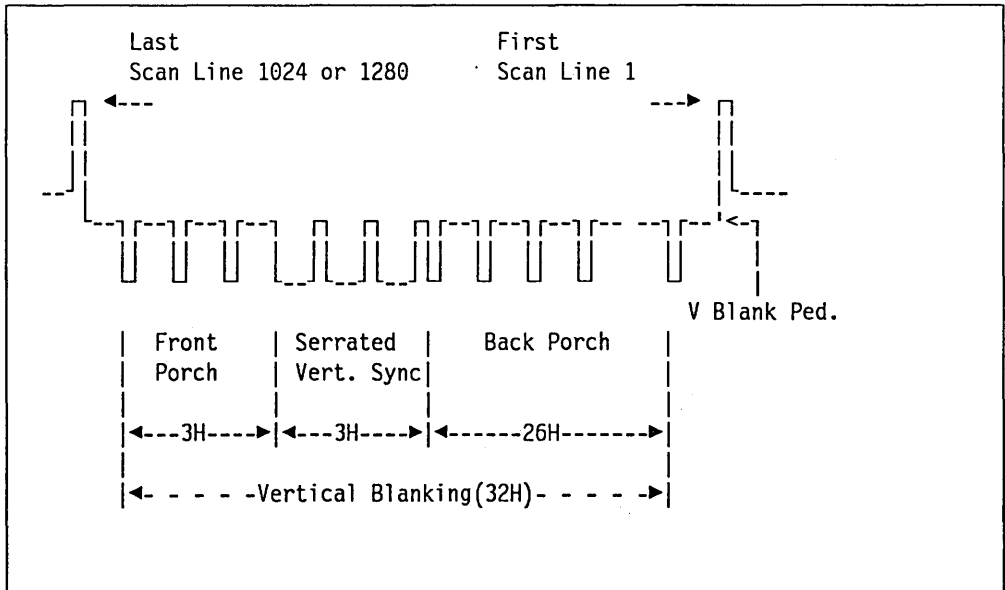 Last First
Scan Line 1024 or 1280 Scan Line 1
V Blank Ped.
Front Serrated Back Porch
Porch Vert. Sync
3H 3H 26H
Vertical Blanking(32H)